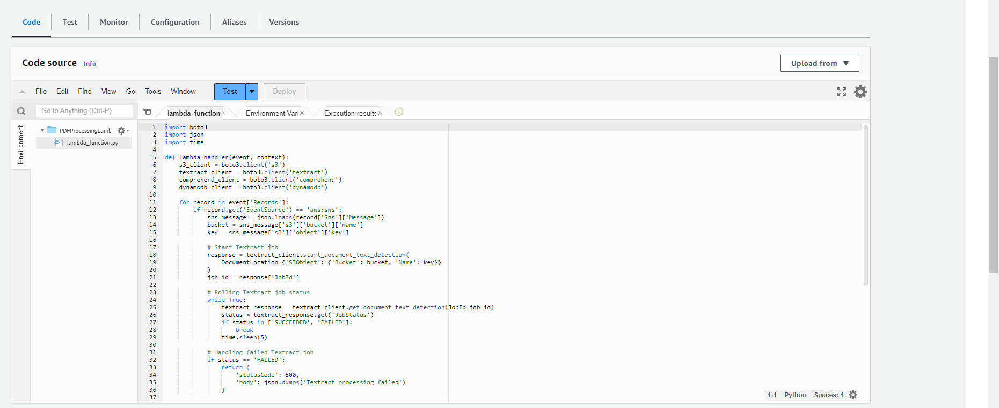 Code Test Monitor Configuration Aliases Versions
Code source Info Upload from
File Edit Find View Go Tools Window Test Deploy
Go to Anything (Ctrl-P) lambda_function Environment Vari Execution results
Environment
PDFProcessingLamb
lambda_function.py
1 import boto3
2 import json
3 import time
4
5 def lambda_handler(event, context):
6 s3_client = boto3.client('s3')
7 textract_client = boto3.client('textract')
8 comprehend_client = boto3.client('comprehend')
9 dynamodb_client = boto3.client('dynamodb')
10
11 for record in event['Records']:
12 if record.get('EventSource') == 'aws:sns':
13 sns_message = json.loads(record['Sns']['Message'])
14 bucket = sns_message['s3']['bucket']['name']
15 key = sns_message['s3']['object']['key']
16
17 # Start Textract job
18 response = textract_client.start_document_text_detection(
19 DocumentLocation={'S3Object': {'Bucket': bucket, 'Name': key}}
20 )
21 job_id = response['JobId']
22
23 # Polling Textract job status
24 while True:
25 textract_response = textract_client.get_document_text_detection(JobId=job_id)
26 status = textract_response.get('JobStatus')
27 if status in ['SUCCEEDED', 'FAILED']:
28 break
29 time.sleep(5)
30
31 # Handling failed Textract job
32 if status == 'FAILED':
33 return {
34 'statusCode': 500,
35 'body': json.dumps('Textract processing failed')
36 }
37
1:1 Python Spaces: 4